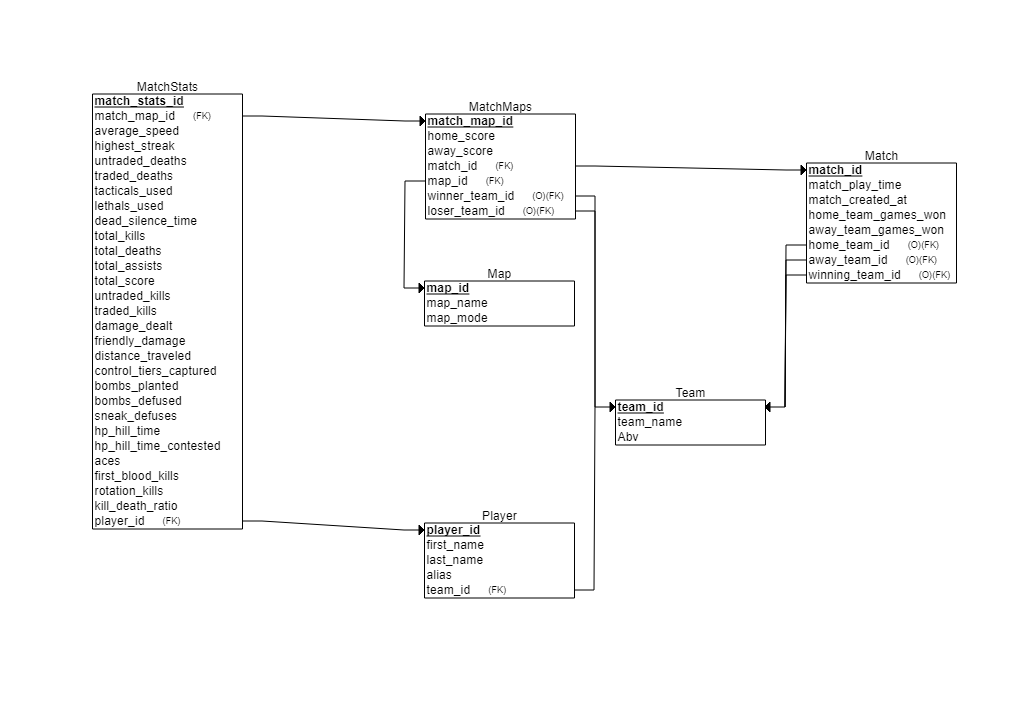 MatchStats
match_stats_id
match_map_id (FK)
average_speed
highest_streak
untraded_deaths
traded_deaths
tacticals_used
lethals_used
dead_silence_time
total_kills
total_deaths
total_assists
total_score
untraded_kills
traded_kills
damage_dealt
friendly_damage
distance_traveled
control_tiers_captured
bombs_planted
bombs_defused
sneak_defuses
hp_hill_time
hp_hill_time_contested
aces
first_blood_kills
rotation_kills
kill_death_ratio
player_id (FK)
MatchMaps
match_map_id
home_score
away_score
match_id (FK)
map_id (FK)
winner_team_id (O)(FK)
loser_team_id (O)(FK)
Match
match_id
match_play_time
match_created_at
home_team_games_won
away_team_games_won
home_team_id (O)(FK)
away_team_id (O)(FK)
winning_team_id (O)(FK)
Map
map_id
map_name
map_mode
Team
team_id
team_name
Abv
Player
player_id
first_name
last_name
alias
team_id (FK)